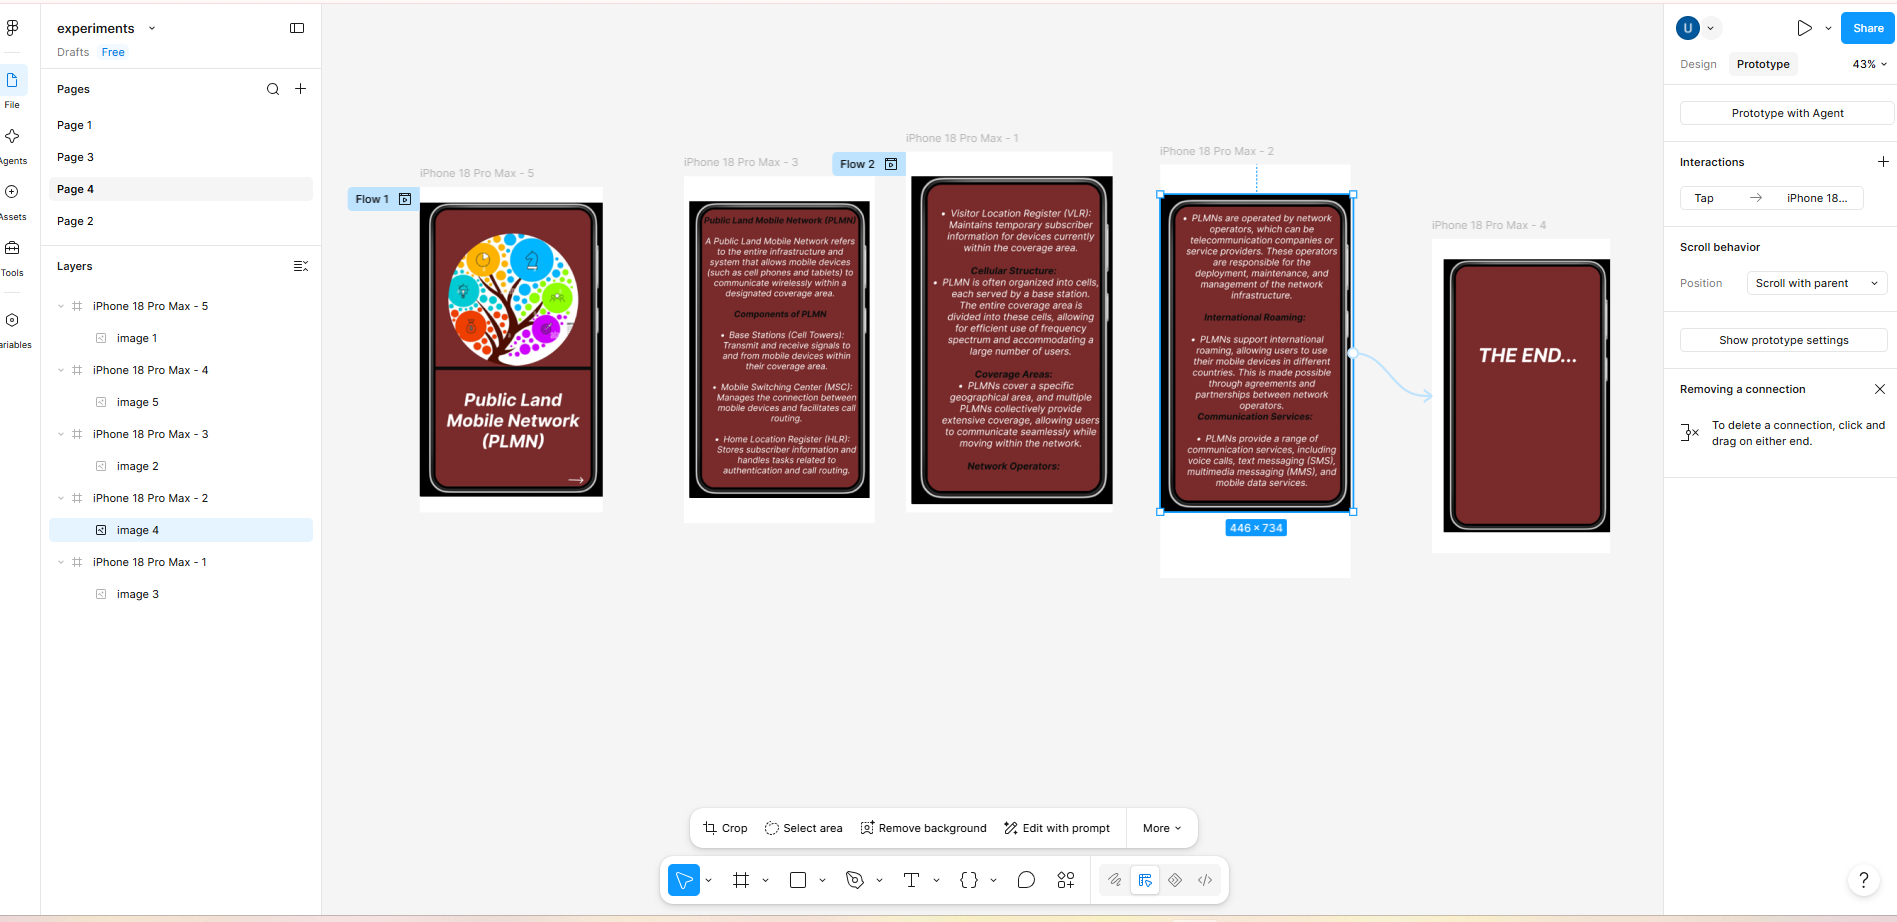 experiments
Drafts Free
File
Agents
Assets
Tools
ariables
Pages
Page 1
Page 3
Page 4
Page 2
Layers
iPhone 18 Pro Max - 5
image 1
iPhone 18 Pro Max - 4
image 5
iPhone 18 Pro Max - 3
image 2
iPhone 18 Pro Max - 2
image 4
iPhone 18 Pro Max - 1
image 3
Flow 1
iPhone 18 Pro Max - 5
Public Land
Mobile Network
(PLMN)
iPhone 18 Pro Max - 3
Public Land Mobile Network (PLMN)
A Public Land Mobile Network refers
to the entire infrastructure and
system that allows mobile devices
(such as cell phones and tablets) to
communicate wirelessly within a
designated coverage area.
Components of PLMN
• Base Stations (Cell Towers):
Transmit and receive signals to
and from mobile devices within
their coverage area.
• Mobile Switching Center (MSC):
Manages the connection between
mobile devices and facilitates call
routing.
• Home Location Register (HLR):
Stores subscriber information and
handles tasks related to
authentication and call routing.
Flow 2
iPhone 18 Pro Max - 1
• Visitor Location Register (VLR):
Maintains temporary subscriber
information for devices currently
within the coverage area.
Cellular Structure:
• PLMN is often organized into cells,
each served by a base station.
The entire coverage area is
divided into these cells, allowing
for efficient use of frequency
spectrum and accommodating a
large number of users.
Coverage Areas:
• PLMNs cover a specific
geographical area, and multiple
PLMNs collectively provide
extensive coverage, allowing users
to communicate seamlessly while
moving within the network.
Network Operators:
iPhone 18 Pro Max - 2
• PLMNs are operated by network
operators, which can be
telecommunication companies or
service providers. These operators
are responsible for the
deployment, maintenance, and
management of the network
infrastructure.
International Roaming:
• PLMNs support international
roaming, allowing users to use
their mobile devices in different
countries. This is made possible
through agreements and
partnerships between network
operators.
Communication Services:
• PLMNs provide a range of
communication services, including
voice calls, text messaging (SMS),
multimedia messaging (MMS), and
mobile data services.
446 × 734
iPhone 18 Pro Max - 4
THE END...
Crop Select area Remove background Edit with prompt More
U
Share
Design Prototype 43%
Prototype with Agent
Interactions
Tap → iPhone 18...
Scroll behavior
Position Scroll with parent
Show prototype settings
Removing a connection
To delete a connection, click and
drag on either end.
?